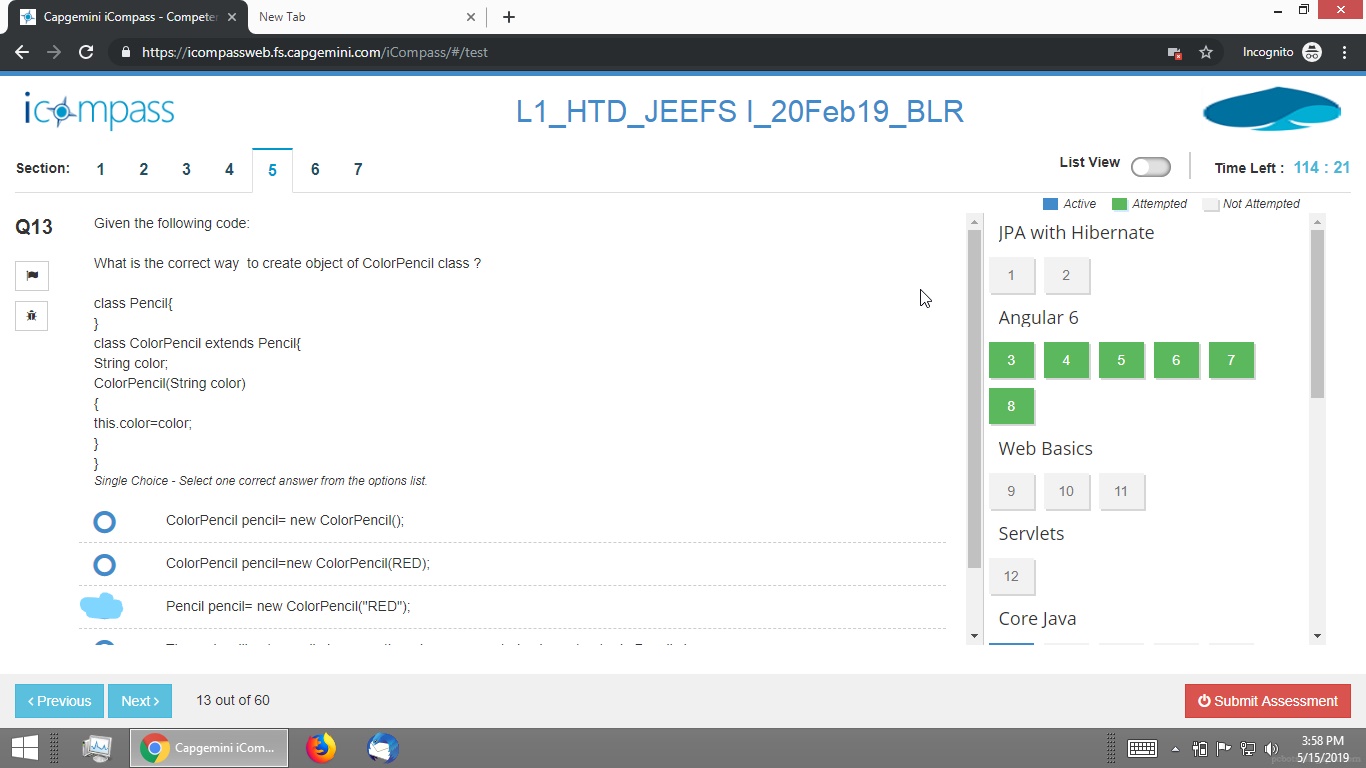 Capgemini iCompass - Competer
New Tab
https://icompassweb.fs.capgemini.com/iCompass/#/test
Incognito
icompass
L1_HTD_JEEFS I_20Feb19_BLR
Section: 1 2 3 4 5 6 7
List View
Time Left : 114 : 21
Active Attempted Not Attempted
Q13
Given the following code:
What is the correct way to create object of ColorPencil class ?
class Pencil{
}
class ColorPencil extends Pencil{
String color;
ColorPencil(String color)
{
this.color=color;
}
}
Single Choice - Select one correct answer from the options list.
ColorPencil pencil= new ColorPencil();
ColorPencil pencil=new ColorPencil(RED);
Pencil pencil= new ColorPencil("RED");
JPA with Hibernate
1 2
Angular 6
3 4 5 6 7
8
Web Basics
9 10 11
Servlets
12
Core Java
Previous
Next
13 out of 60
Submit Assessment
Capgemini iCom...
3:58 PM
5/15/2019